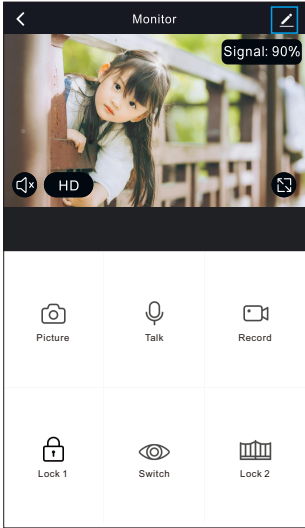 Monitor
Signal: 90%
HD
Picture
Talk
Record
Lock 1
Switch
Lock 2